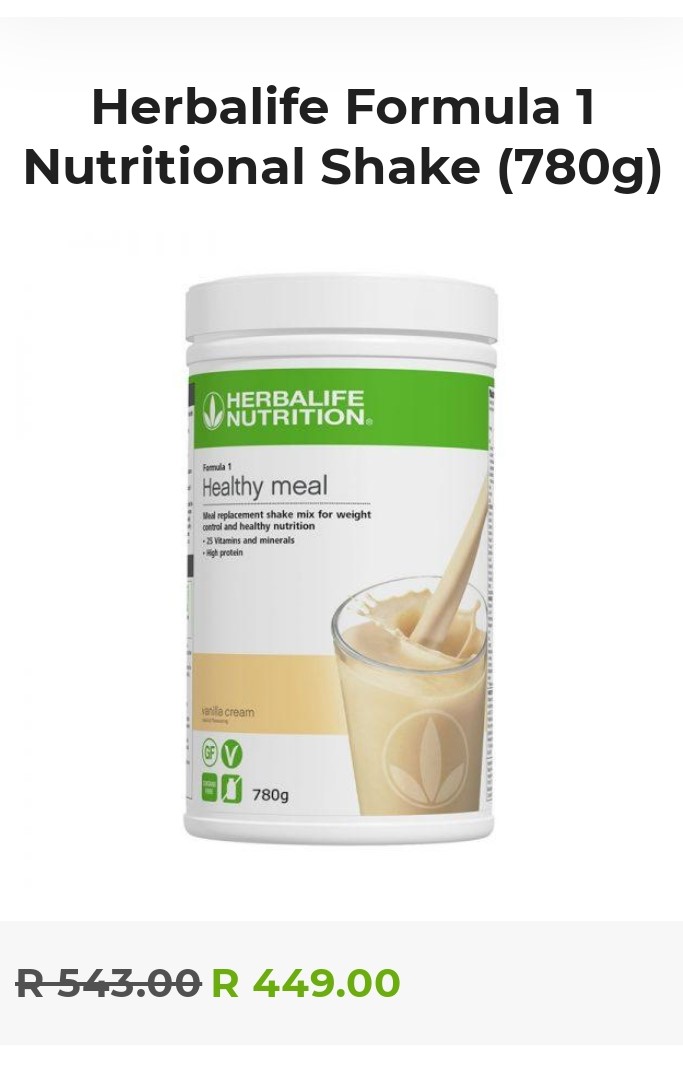 Herbalife Formula 1
Nutritional Shake (780g)
HERBALIFE
NUTRITION®
Formula 1
Healthy meal
Meal replacement shake mix for weight
control and healthy nutrition
• 25 Vitamins and minerals
• High protein
vanilla cream
GF V
780g
R 543.00 R 449.00